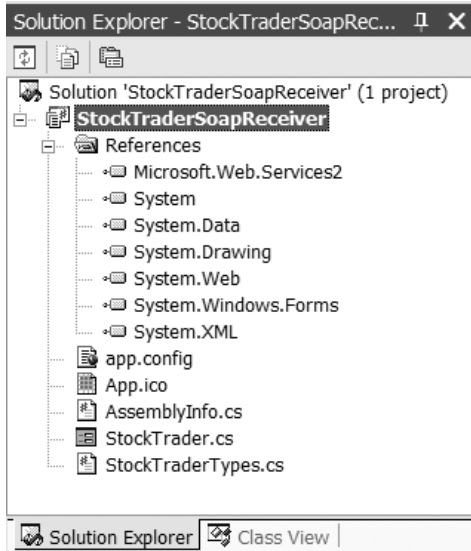 Solution Explorer - StockTraderSoapRec...
Solution 'StockTraderSoapReceiver' (1 project)
StockTraderSoapReceiver
References
Microsoft.Web.Services2
System
System.Data
System.Drawing
System.Web
System.Windows.Forms
System.XML
app.config
App.ico
AssemblyInfo.cs
StockTrader.cs
StockTraderTypes.cs
Solution Explorer Class View